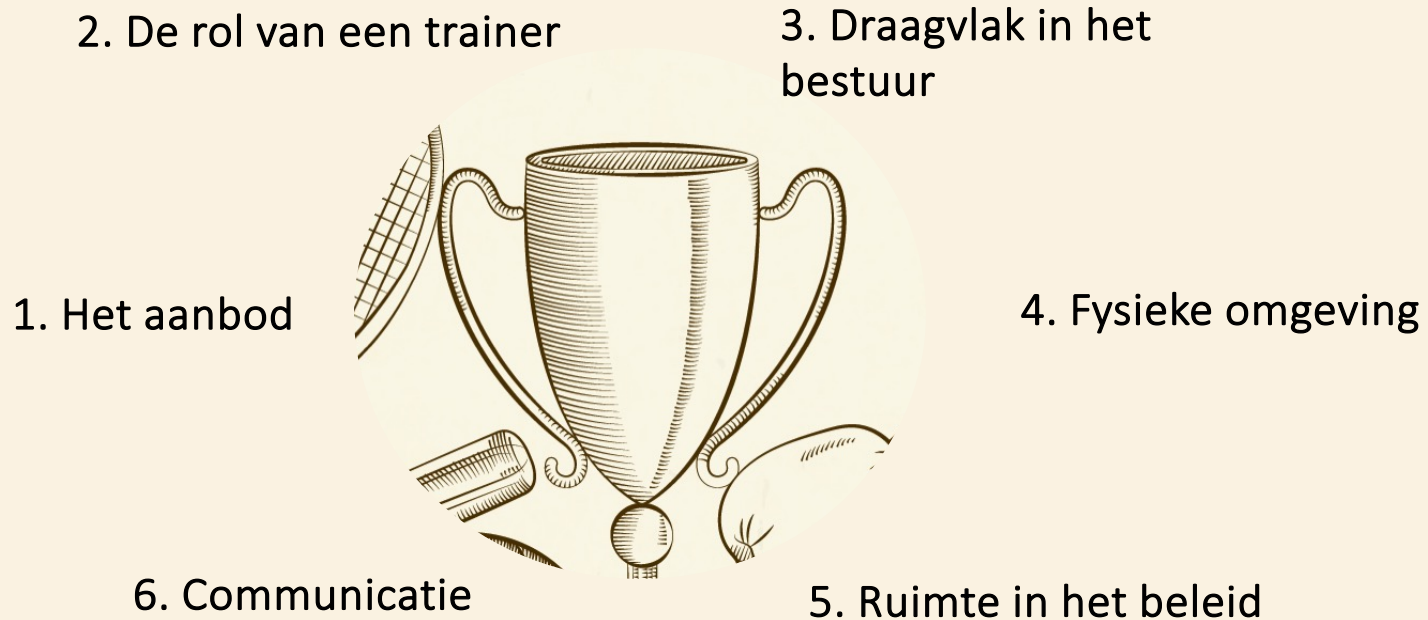 2. De rol van een trainer
3. Draagvlak in het
bestuur
1. Het aanbod
4. Fysieke omgeving
6. Communicatie
5. Ruimte in het beleid